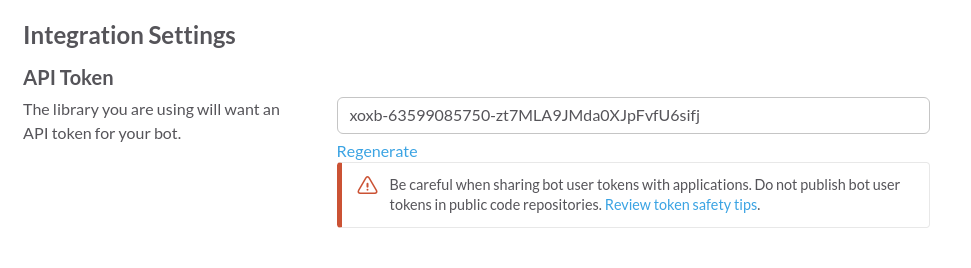 Integration Settings
API Token
The library you are using will want an
API token for your bot.
xoxb-63599085750-zt7MLA9JMda0XJpFvfU6sifj
Regenerate
Be careful when sharing bot user tokens with applications. Do not publish bot user
tokens in public code repositories. Review token safety tips.